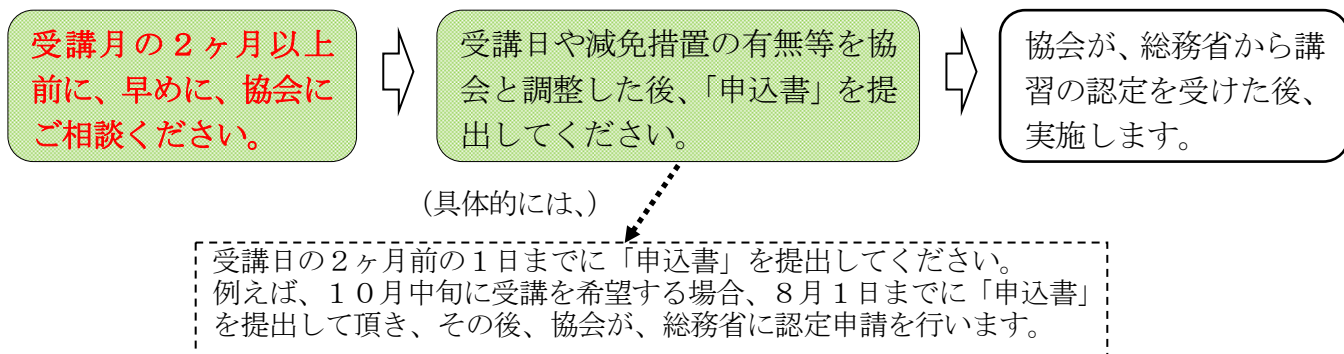 受講月の２ヶ月以上
前に、早めに、協会に
ご相談ください。
受講日や減免措置の有無等を協
会と調整した後、「申込書」を提
出してください。
協会が、総務省から講
習の認定を受けた後、
実施します。
（具体的には、）
受講日の２ヶ月前の１日までに「申込書」を提出してください。
例えば、１０月中旬に受講を希望する場合、８月１日までに「申込書」
を提出して頂き、その後、協会が、総務省に認定申請を行います。